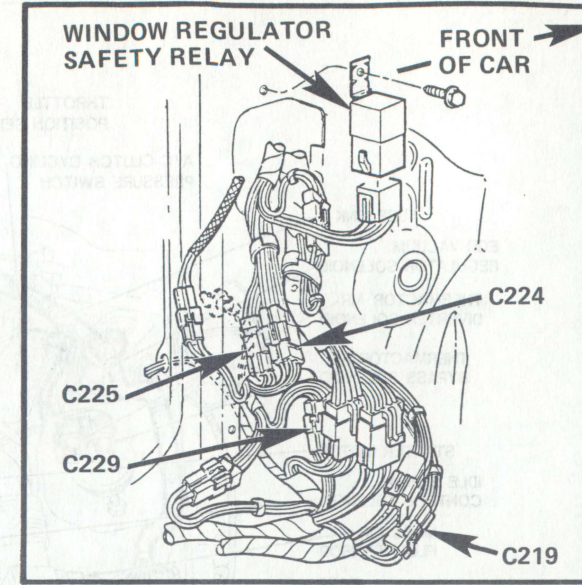 WINDOW REGULATOR
SAFETY RELAY
FRONT
OF CAR
C224
C225
C229
C219